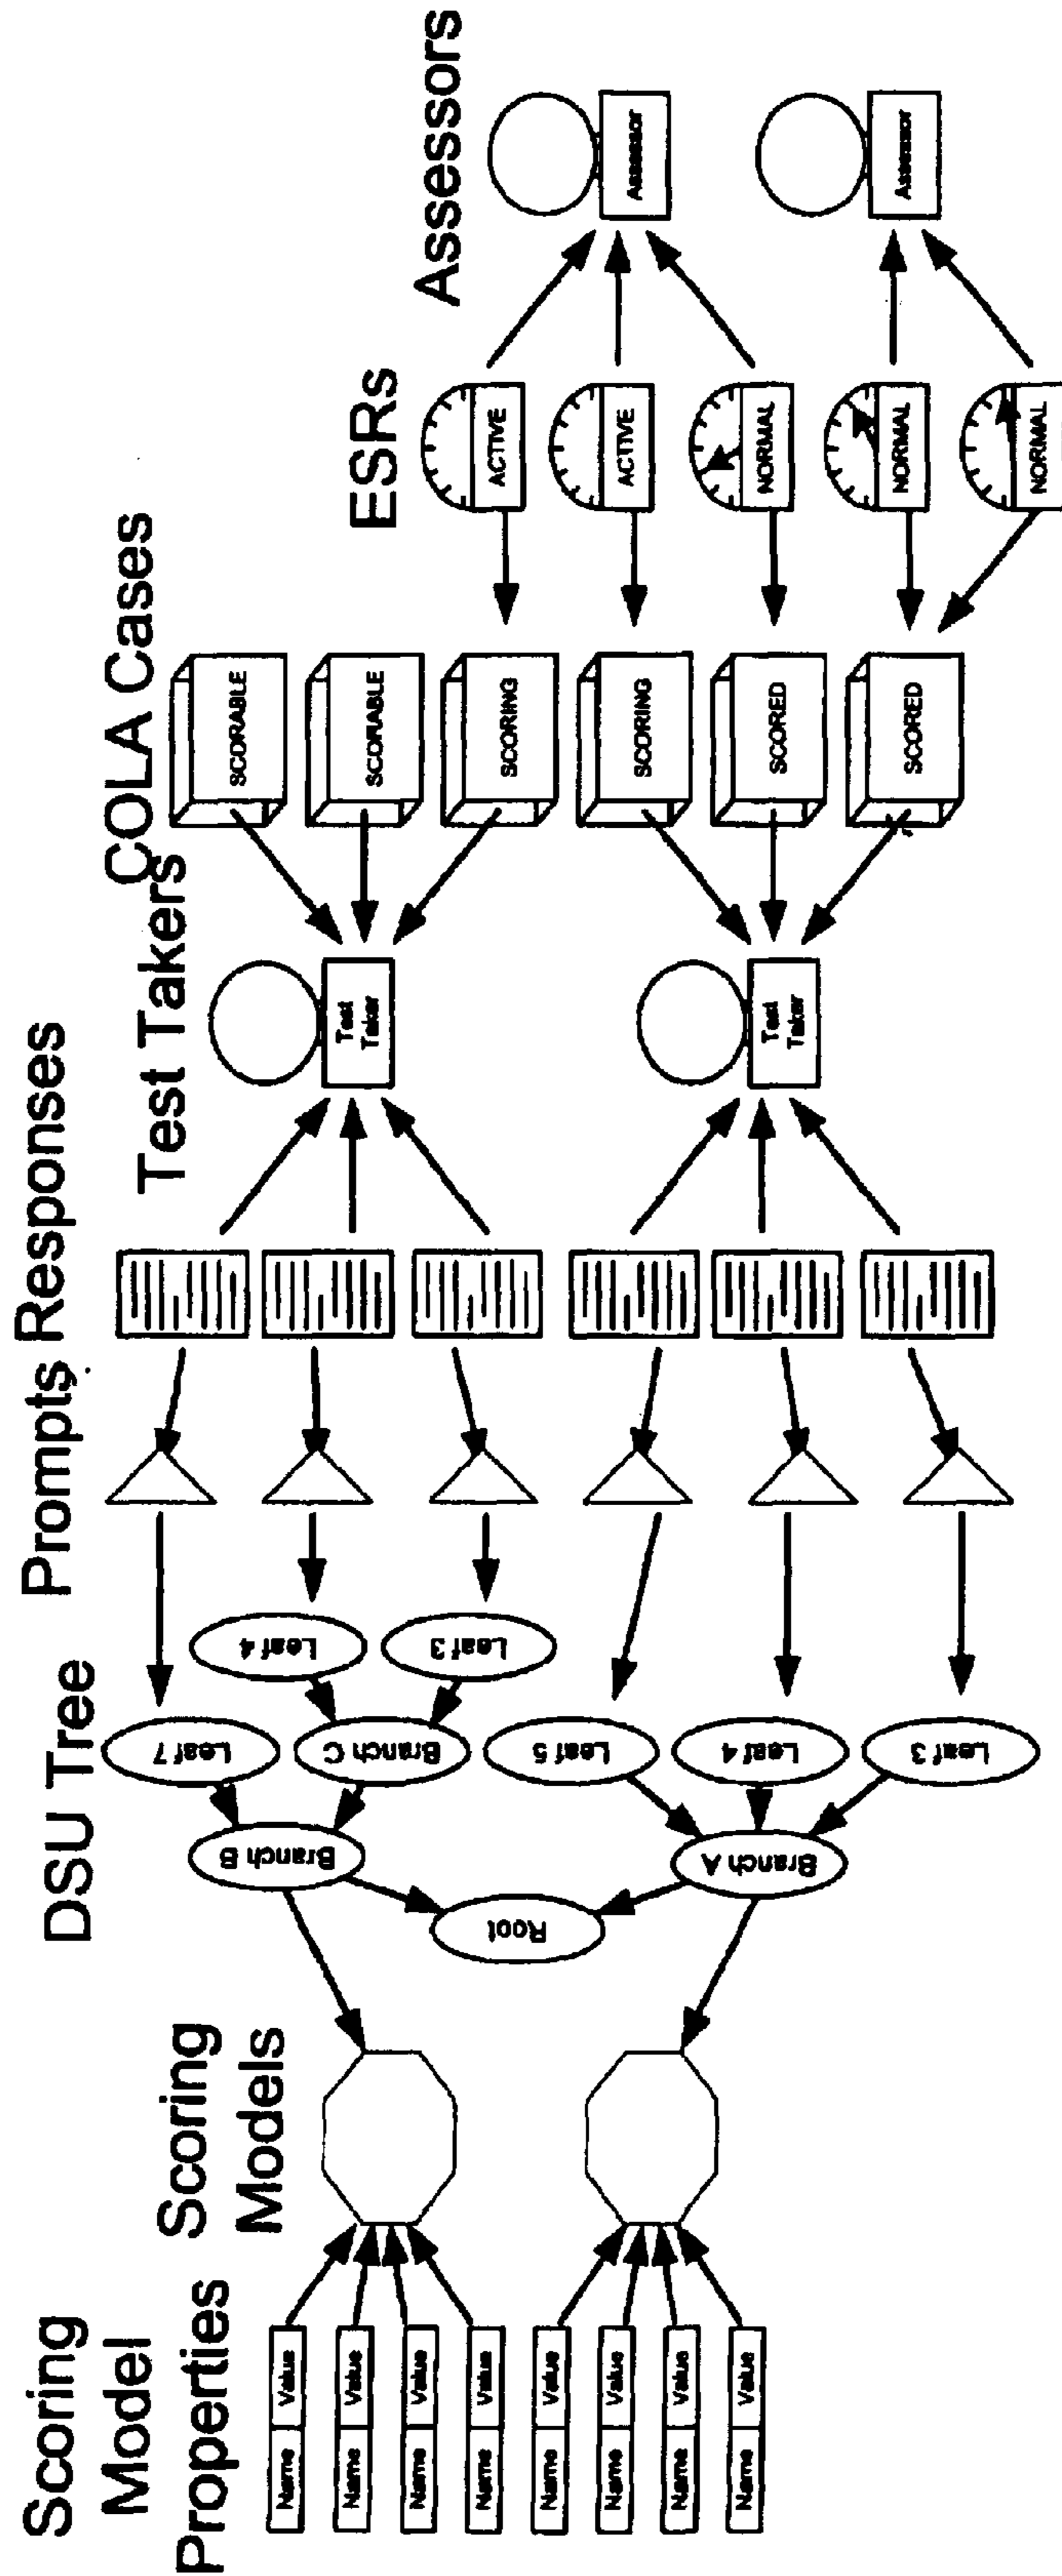 Scoring
Model
Properties
Scoring
Models
DSU Tree
Prompts
Responses
Test Takers
COLA Cases
ESRs
Assessors
Name Value
Name Value
Name Value
Name Value
Name Value
Name Value
Name Value
Name Value
Root
Branch B
Branch A
Leaf 7
Branch C
Leaf 5
Leaf 4
Leaf 3
Leaf 4
Leaf 3
Test
Taker
Test
Taker
SCORABLE
SCORABLE
SCORING
SCORING
SCORED
SCORED
ACTIVE
ACTIVE
NORMAL
NORMAL
NORMAL
Assessor
Assessor